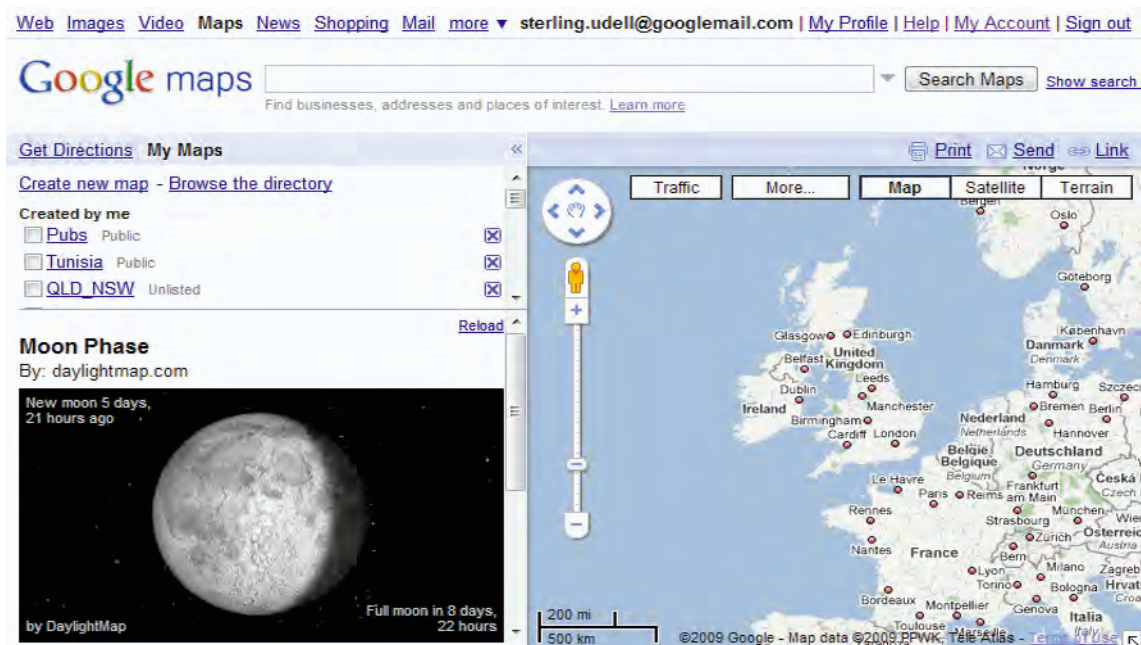 Web Images Video Maps News Shopping Mail more ▼ sterling.udell@googlemail.com | My Profile | Help | My Account | Sign out
Google maps
Search Maps
Show search
Find businesses, addresses and places of interest. Learn more.
Get Directions My Maps «
Print Send Link
Create new map - Browse the directory
Created by me
Pubs Public
Tunisia Public
QLD_NSW Unlisted
Reload
Moon Phase
By: daylightmap.com
New moon 5 days,
21 hours ago
by DaylightMap
Full moon in 8 days,
22 hours
Traffic More... Map Satellite Terrain
Norge
Bergen
Oslo
Göteborg
Glasgow Edinburgh
København
Danmark
Denmark
Belfast United
Kingdom
Leeds
Dublin
Ireland
Manchester
Birmingham
Cardiff London
Hamburg
Bremen Berlin
Nederland
Netherlands
Hannover
België
Belgique
Belgium
Deutschland
Germany
Le Havre
Frankfurt
am Main
Česká
Czech
Paris Reims
Rennes
Strasbourg
München
Nantes
France
Zürich
Österreic
Austria
Bern
Lyon
Milano
Zagreb
Torino
Bologna
Hrvat
Croa
Bordeaux
Montpellier
Genova
Italia
Italy
Toulouse
Marseille
200 mi
500 km
©2009 Google - Map data ©2009 PPWK, Tele Atlas - Terms of Use